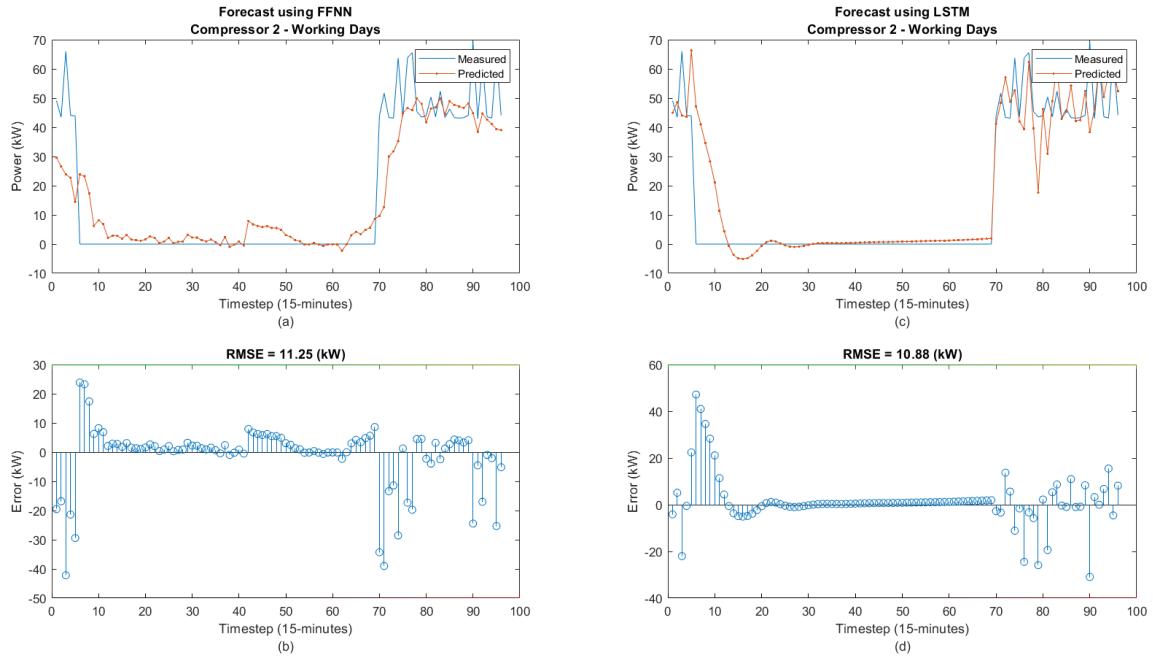 Forecast using FFNN
Compressor 2 - Working Days
70
60
50
40
30
20
10
0
-10
Power (kW)
Measured
Predicted
0 10 20 30 40 50 60 70 80 90 100
Timestep (15-minutes)
(a)
Forecast using LSTM
Compressor 2 - Working Days
70
60
50
40
30
20
10
0
-10
Power (kW)
Measured
Predicted
0 10 20 30 40 50 60 70 80 90 100
Timestep (15-minutes)
(c)
RMSE = 11.25 (kW)
30
20
10
0
-10
-20
-30
-40
-50
Error (kW)
0 10 20 30 40 50 60 70 80 90 100
Timestep (15-minutes)
(b)
RMSE = 10.88 (kW)
60
40
20
0
-20
-40
Error (kW)
0 10 20 30 40 50 60 70 80 90 100
Timestep (15-minutes)
(d)